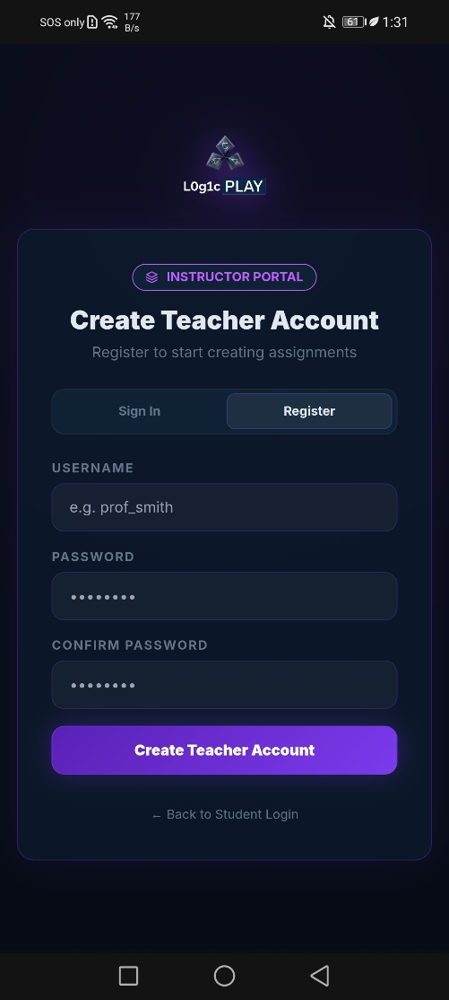 SOS only
177
B/s
61
1:31
L0g1c PLAY
INSTRUCTOR PORTAL
Create Teacher Account
Register to start creating assignments
Sign In
Register
USERNAME
e.g. prof_smith
PASSWORD
••••••••
CONFIRM PASSWORD
••••••••
Create Teacher Account
← Back to Student Login